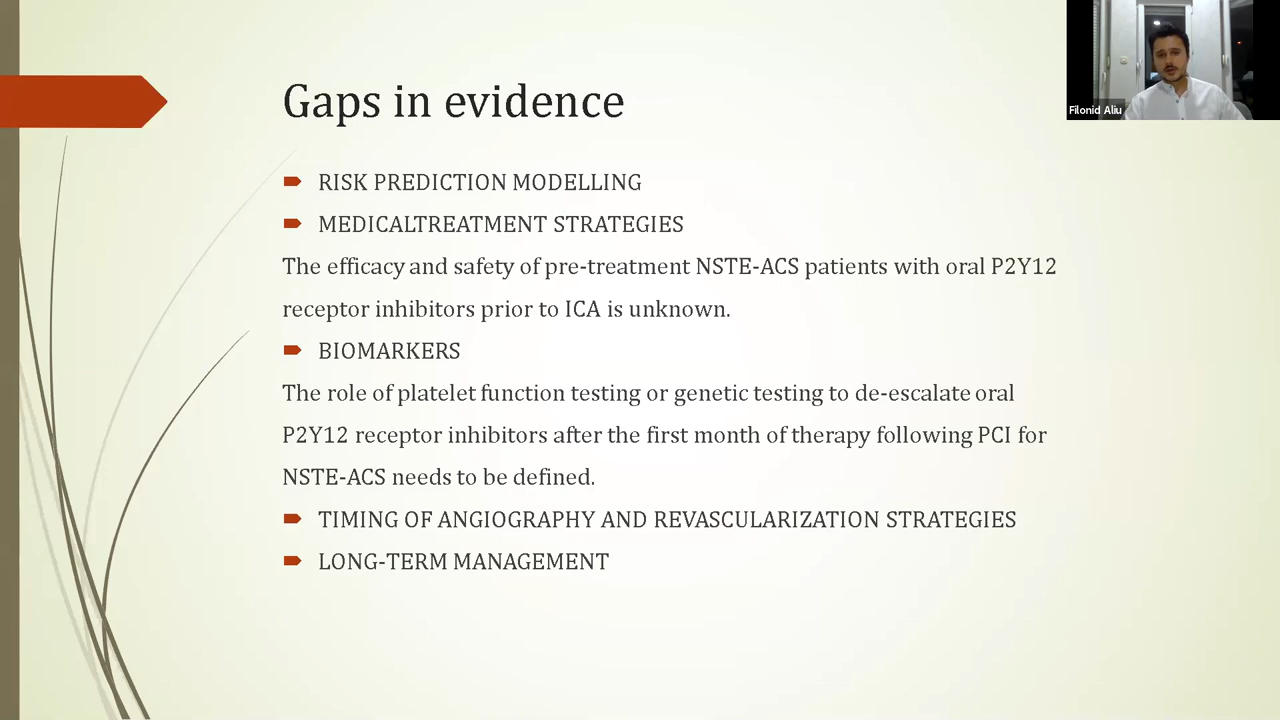 Gaps in evidence
RISK PREDICTION MODELLING
MEDICALTREATMENT STRATEGIES
The efficacy and safety of pre-treatment NSTE-ACS patients with oral P2Y12
receptor inhibitors prior to ICA is unknown.
BIOMARKERS
The role of platelet function testing or genetic testing to de-escalate oral
P2Y12 receptor inhibitors after the first month of therapy following PCI for
NSTE-ACS needs to be defined.
TIMING OF ANGIOGRAPHY AND REVASCULARIZATION STRATEGIES
LONG-TERM MANAGEMENT
Filonid Aliu